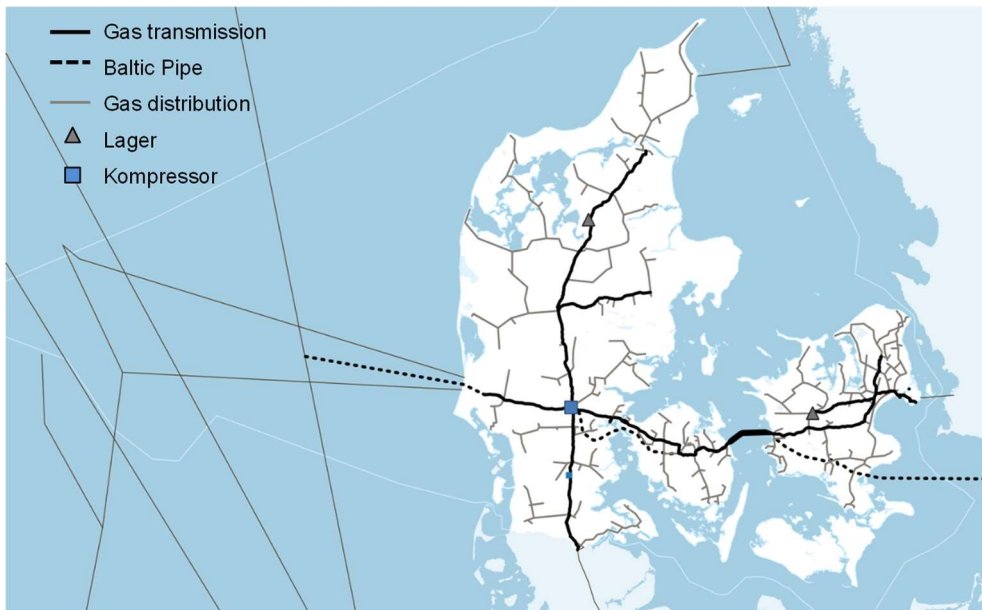 Gas transmission
Baltic Pipe
Gas distribution
Lager
Kompressor